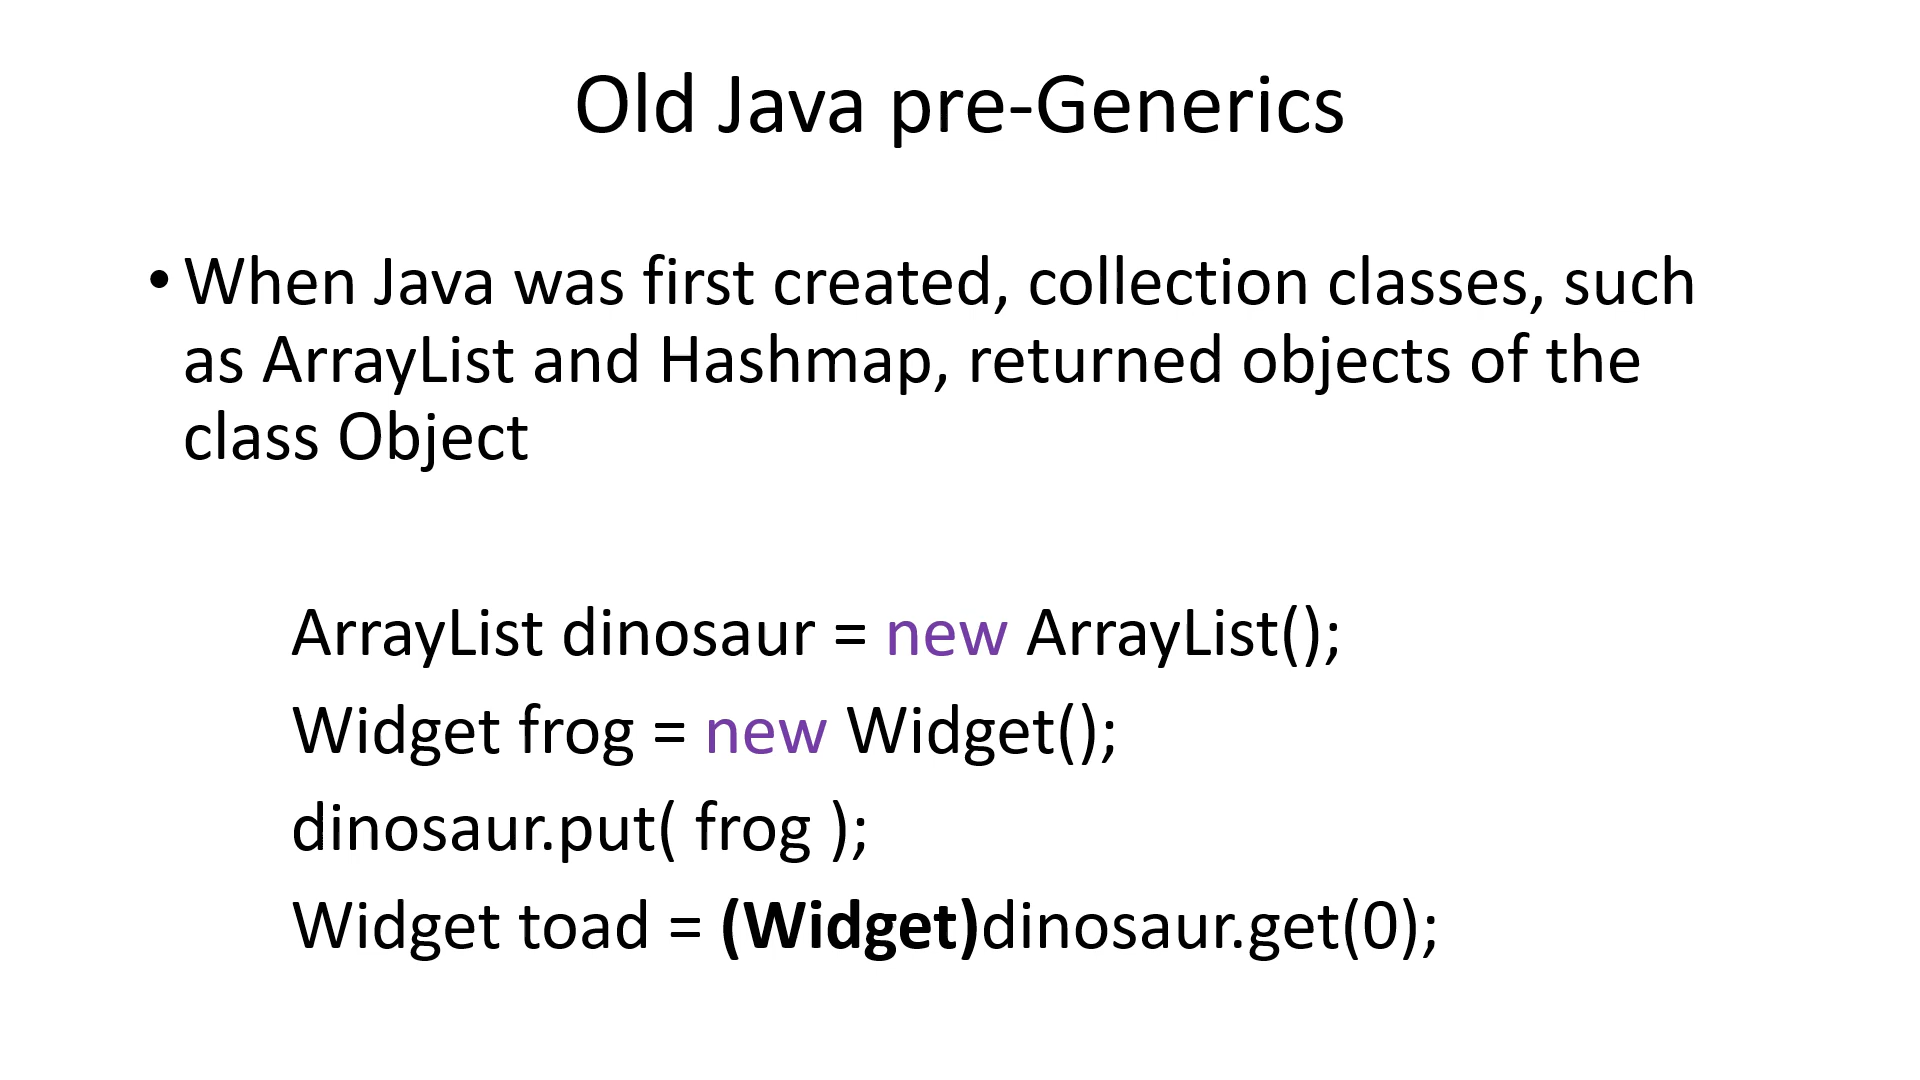 Old Java pre-Generics
• When Java was first created, collection classes, such
as ArrayList and Hashmap, returned objects of the
class Object
ArrayList dinosaur = new ArrayList();
Widget frog = new Widget();
dinosaur.put( frog );
Widget toad = (Widget)dinosaur.get(0);